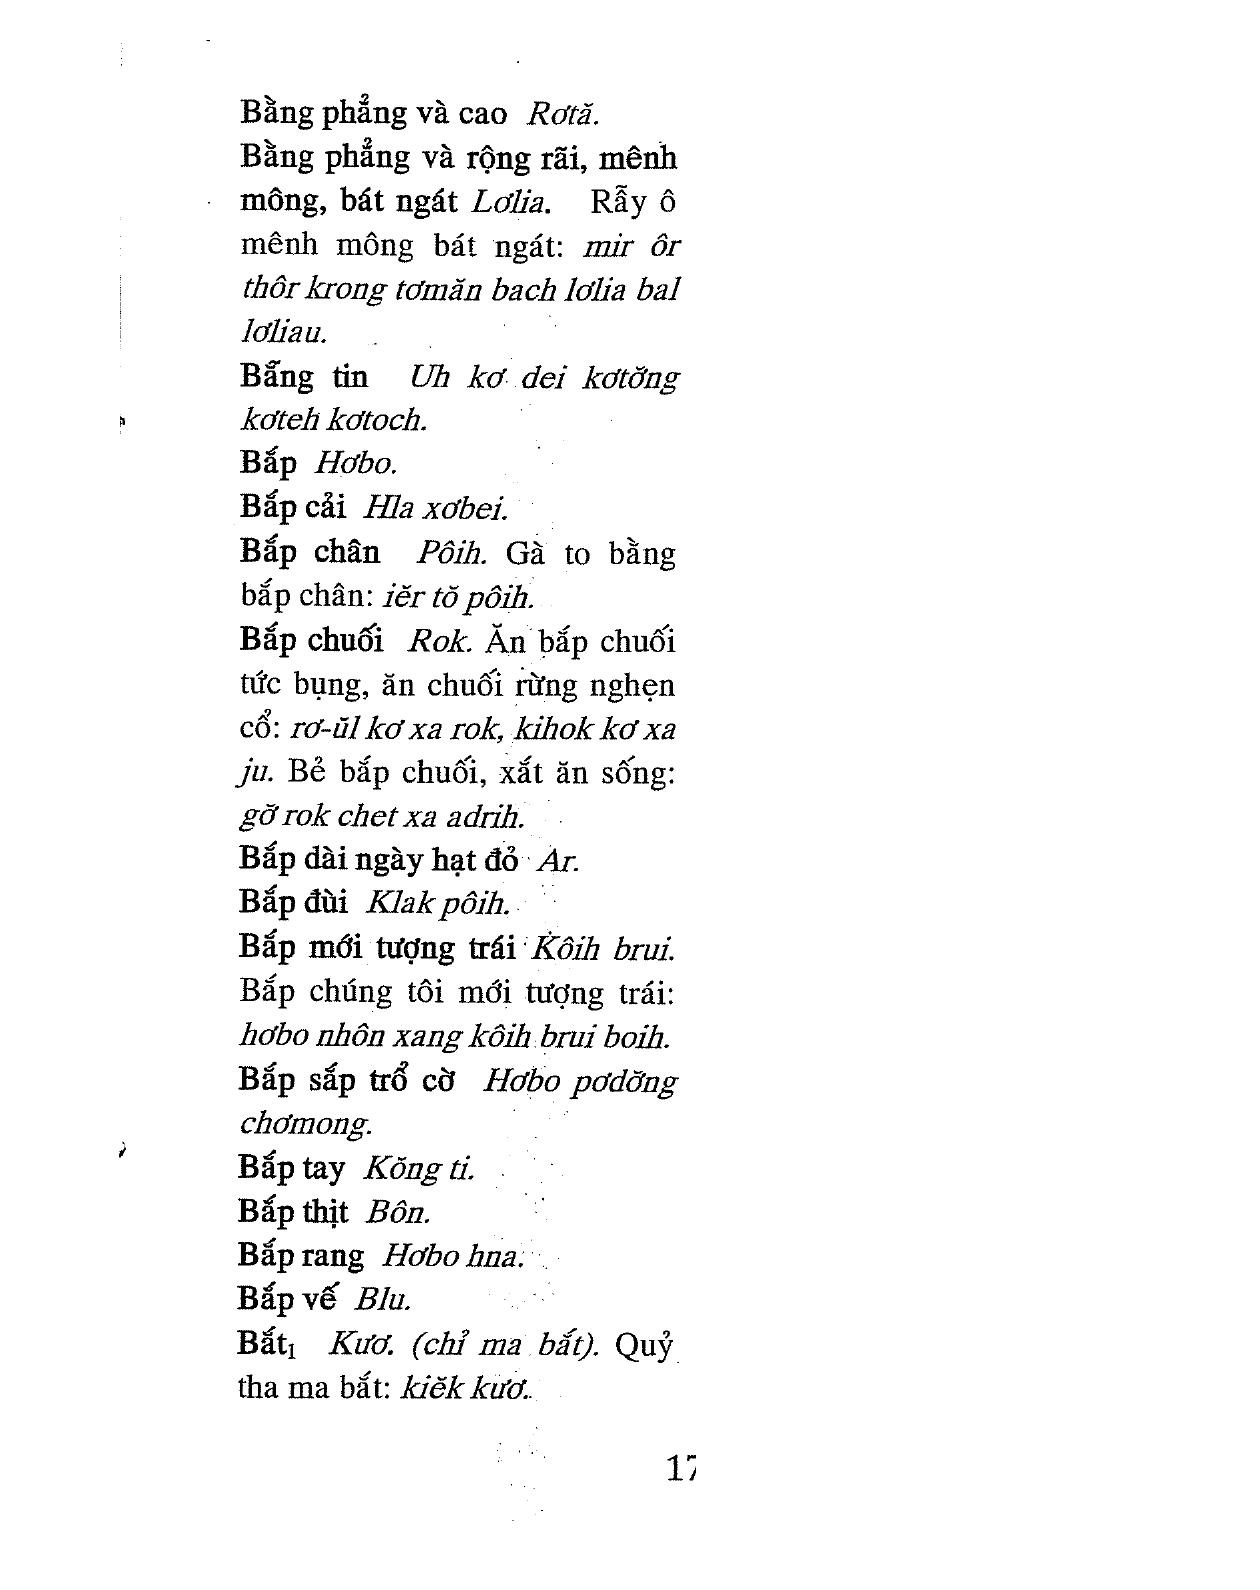 Bằng phẳng và cao Rơtă.
Bằng phẳng và rộng rãi, mênh
mông, bát ngát Lơlia. Rẫy ô
mênh mông bát ngát: mir ôr
thôr krong tơmăn bach lơlia bal
lơliau.
Bẵng tin Uh kơ dei kơtơ̆ng
kơteh kơtoch.
Bắp Hơbo.
Bắp cải Hla xơbei.
Bắp chân Pôih. Gà to bằng
bắp chân: iĕr tŏ pôih.
Bắp chuối Rok. Ăn bắp chuối
tức bụng, ăn chuối rừng nghẹn
cổ: rơ-ŭl kơ xa rok, kihok kơ xa
ju. Bẻ bắp chuối, xắt ăn sống:
gơ̆ rok chet xa adrih.
Bắp dài ngày hạt đỏ Ar.
Bắp đùi Klak pôih.
Bắp mới tượng trái Kôih brui.
Bắp chúng tôi mới tượng trái:
hơbo nhôn xang kôih brui boih.
Bắp sắp trổ cờ Hơbo pơdơ̆ng
chơmong.
Bắp tay Kŏng ti.
Bắp thịt Bôn.
Bắp rang Hơbo hna.
Bắp vế Blu.
Bắt₁ Kươ. (chỉ ma bắt). Quỷ
tha ma bắt: kiĕk kươ.
17